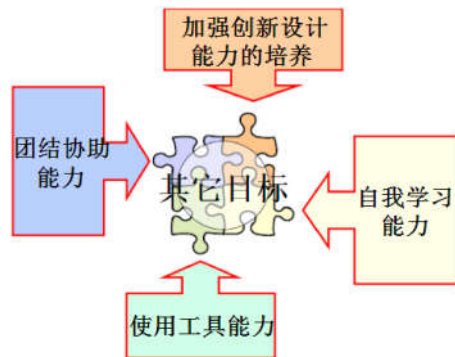 加强创新设计
能力的培养
团结协助
能力
其它目标
自我学习
能力
使用工具能力